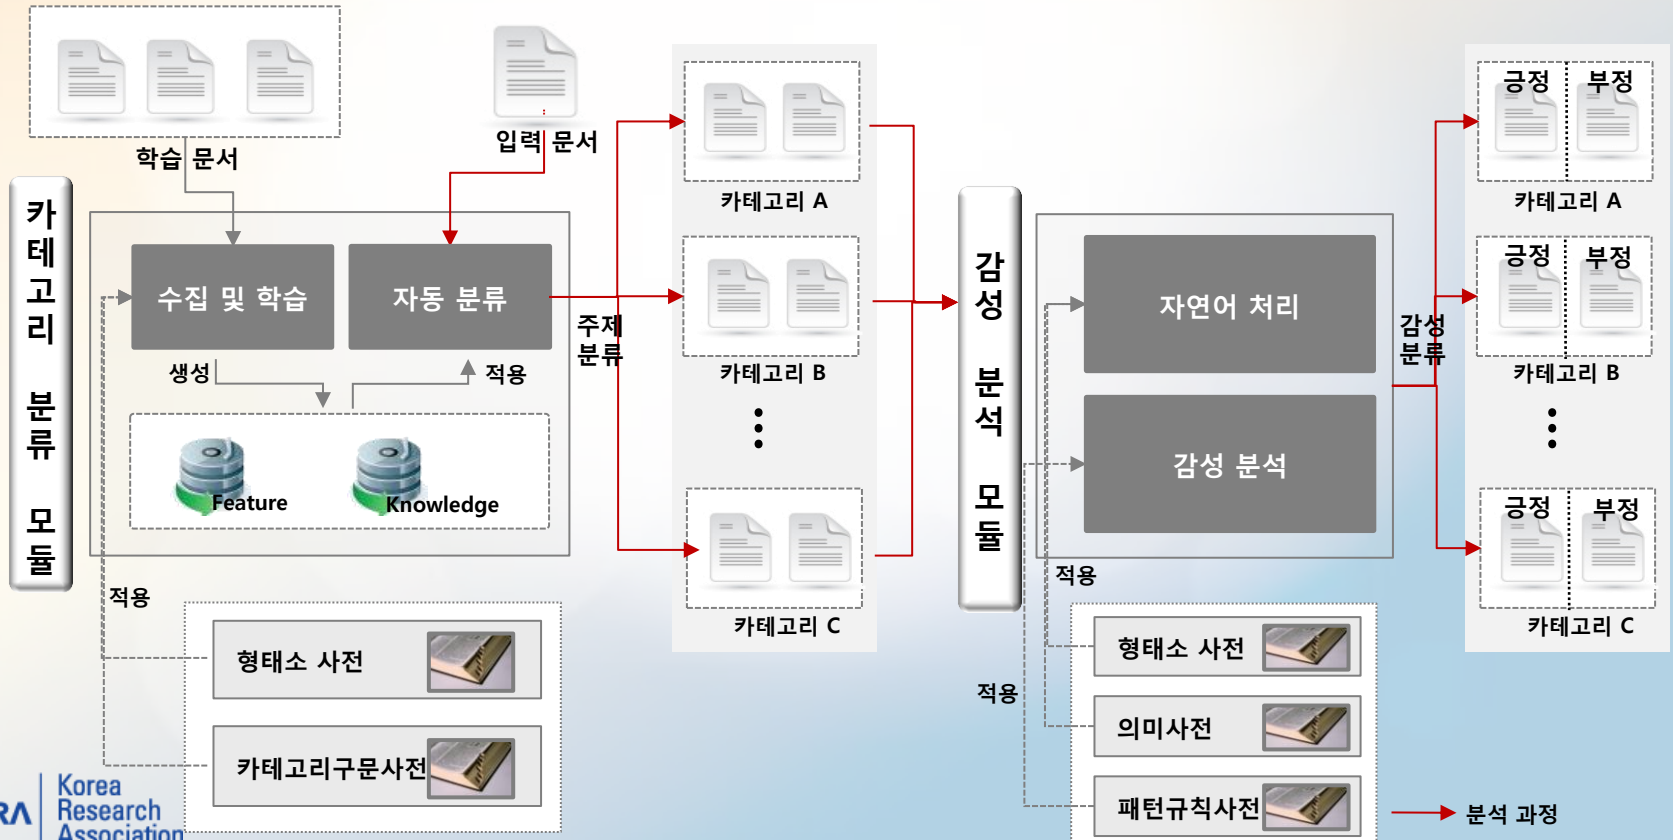 학습 문서
입력 문서
카테고리 분류 모듈
수집 및 학습
자동 분류
생성
적용
Feature
Knowledge
주제
분류
적용
형태소 사전
카테고리구문사전
카테고리 A
카테고리 B
카테고리 C
감성 분석 모듈
자연어 처리
감성 분석
적용
적용
형태소 사전
의미사전
패턴규칙사전
감성
분류
긍정 부정
카테고리 A
긍정 부정
카테고리 B
긍정 부정
카테고리 C
분석 과정
RA
Korea
Research
Association